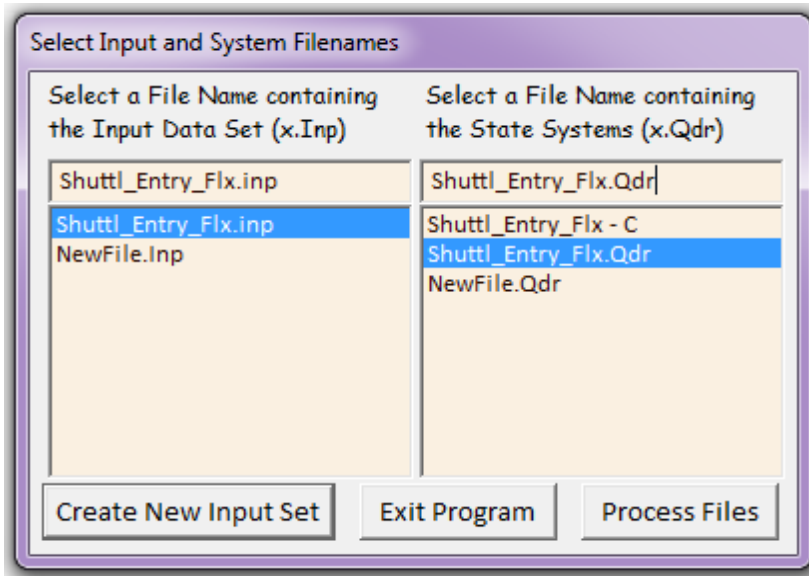 Select Input and System Filenames
Select a File Name containing
the Input Data Set (x.Inp)
Shuttl_Entry_Flx.inp
Shuttl_Entry_Flx.inp
NewFile.Inp
Select a File Name containing
the State Systems (x.Qdr)
Shuttl_Entry_Flx.Qdr
Shuttl_Entry_Flx - C
Shuttl_Entry_Flx.Qdr
NewFile.Qdr
Create New Input Set
Exit Program
Process Files